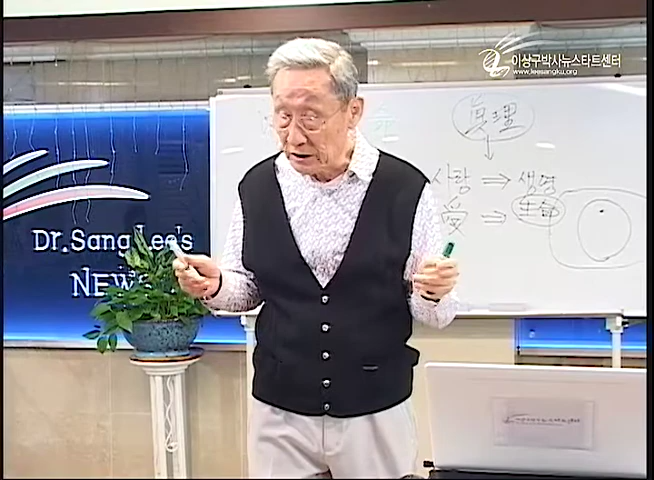 이상구박사뉴스타트센터
www.leesangku.org
眞理
사랑 ⇒ 생명
愛 ⇒ 生命
Dr.Sang Lee's
NEWS